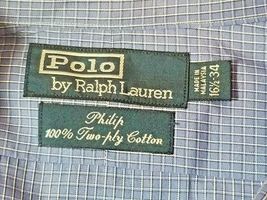 Polo
by Ralph Lauren
MADE IN
MALAYSIA
16½-34
Philip
100% Two-ply Cotton